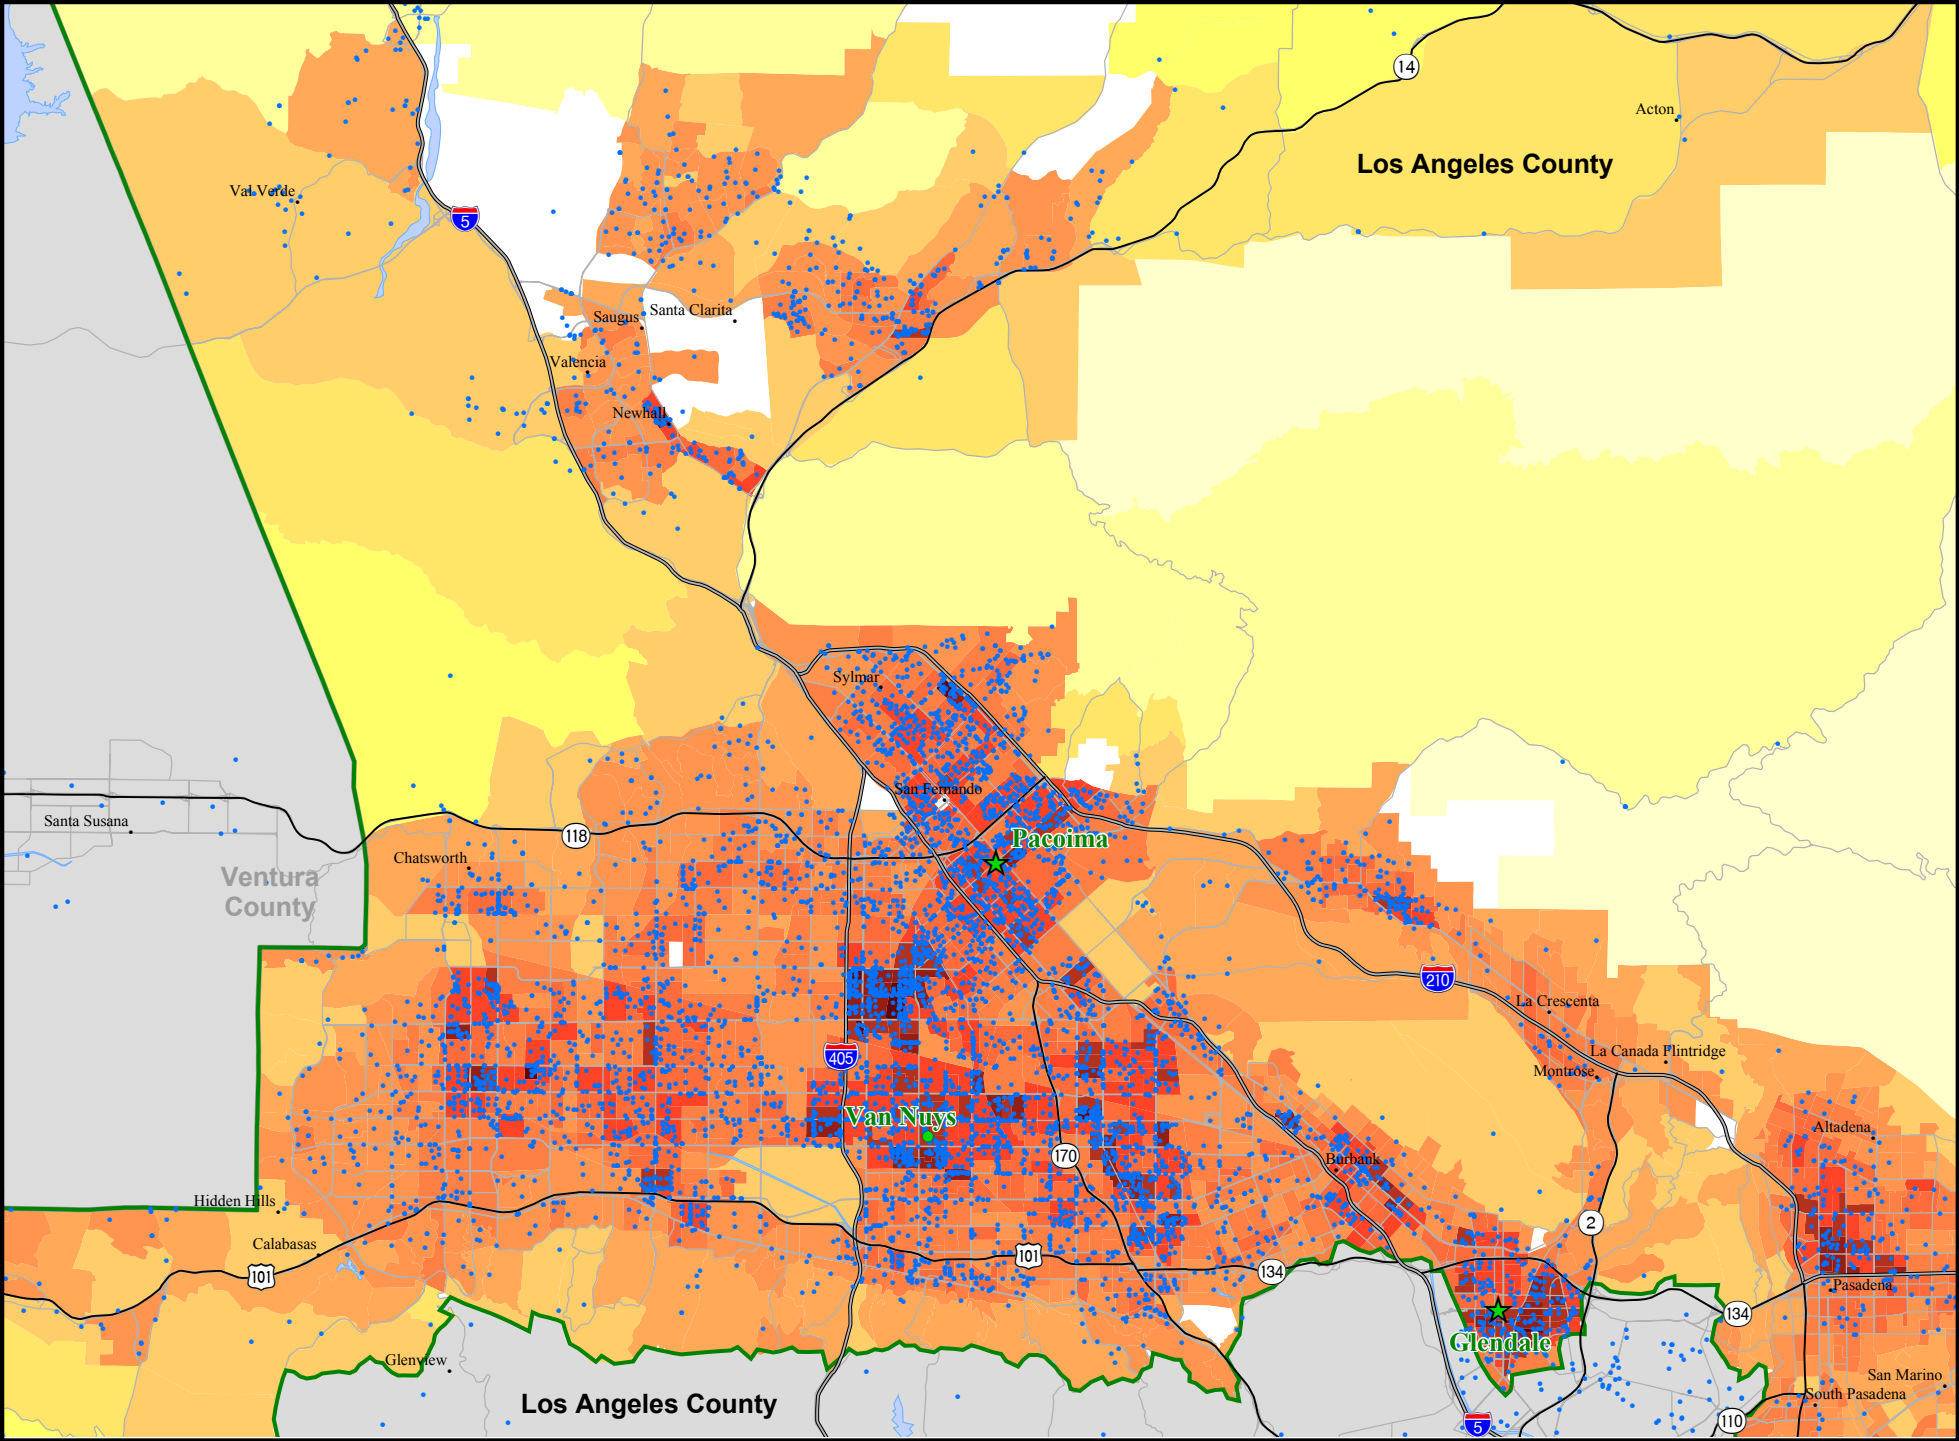 14
Acton
Los Angeles County
Val Verde
5
Santa Clarita
Saugus
Valencia
Newhall
Sylmar
San Fernando
Santa Susana
118
Pacoima
Chatsworth
Ventura
County
210
La Crescenta
405
La Canada Flintridge
Montrose
Van Nuys
Altadena
170
Burbank
Hidden Hills
2
Calabasas
101
101
134
Pasadena
134
Glendale
Glenview
San Marino
South Pasadena
Los Angeles County
5
110